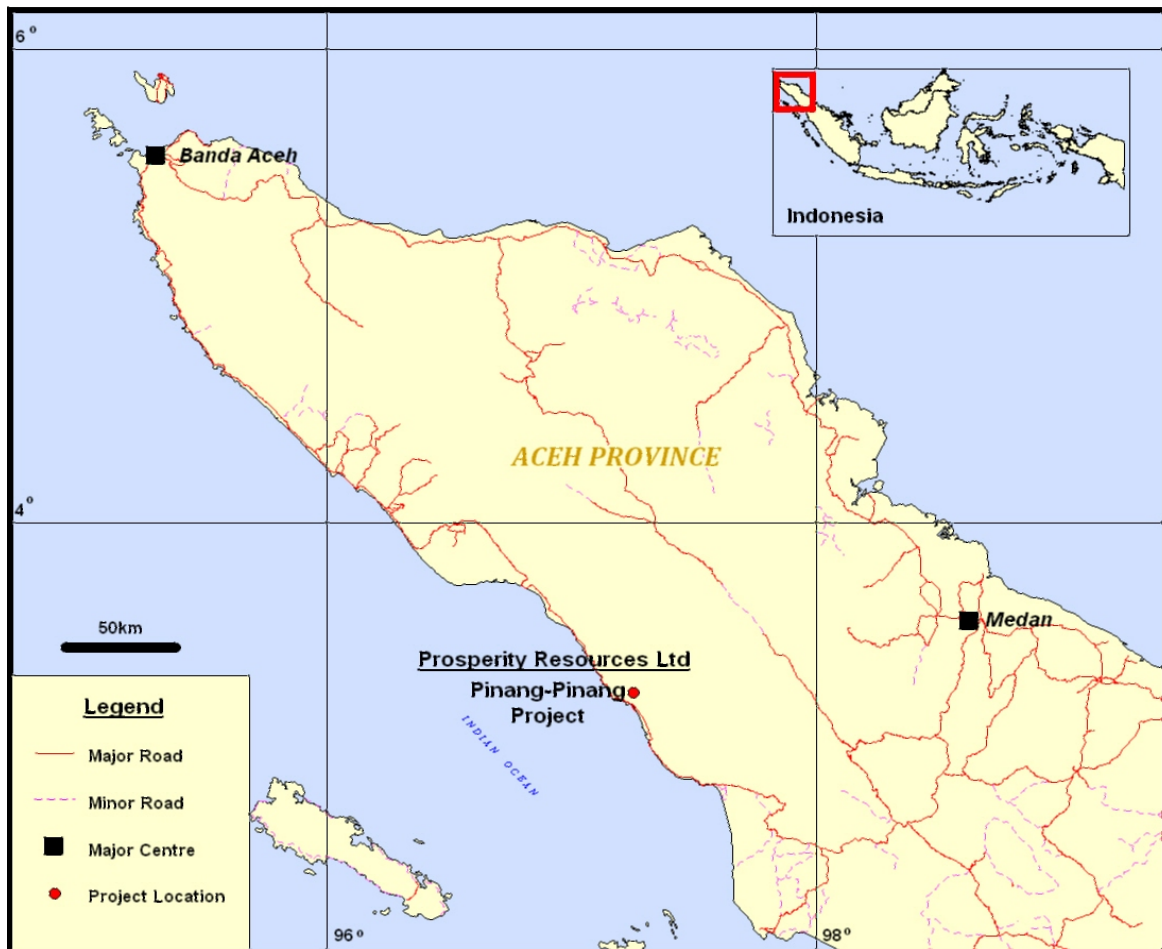 6°
Banda Aceh
Indonesia
ACEH PROVINCE
4°
50km
Medan
Prosperity Resources Ltd
Pinang-Pinang
Project
INDIAN OCEAN
Legend
Major Road
Minor Road
Major Centre
Project Location
96°
98°